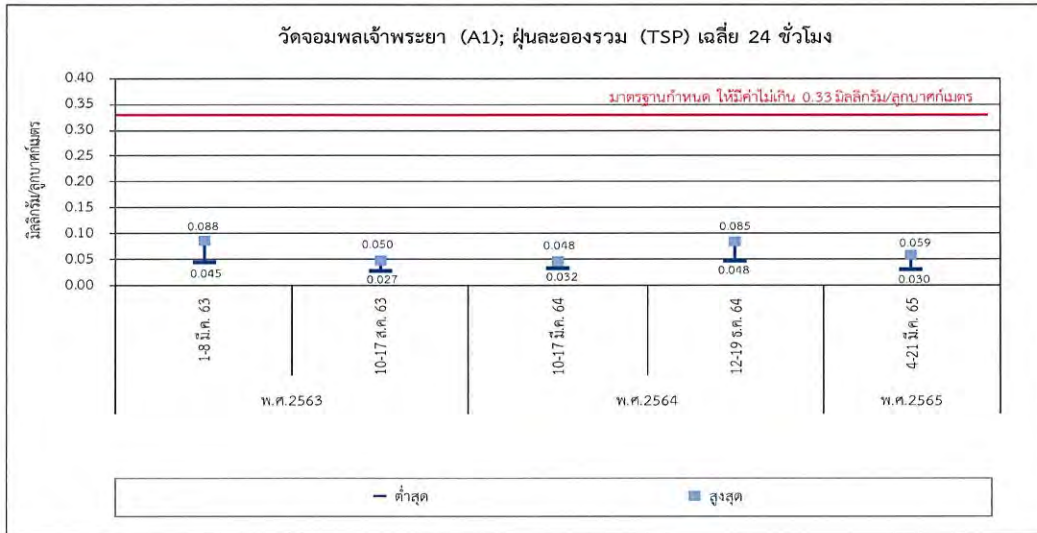 วัดจอมพลเจ้าพระยา (A1); ฝุ่นละอองรวม (TSP) เฉลี่ย 24 ชั่วโมง
มิลลิกรัม/ลูกบาศก์เมตร
0.40
0.35
0.30
0.25
0.20
0.15
0.10
0.05
0.00
มาตรฐานกำหนด ให้มีค่าไม่เกิน 0.33 มิลลิกรัม/ลูกบาศก์เมตร
0.088
0.050
0.048
0.085
0.059
0.045
0.027
0.032
0.048
0.030
1-8 มี.ค. 63
10-17 ส.ค. 63
10-17 มี.ค. 64
12-19 ธ.ค. 64
4-21 มี.ค. 65
พ.ศ.2563
พ.ศ.2564
พ.ศ.2565
ต่ำสุด
สูงสุด